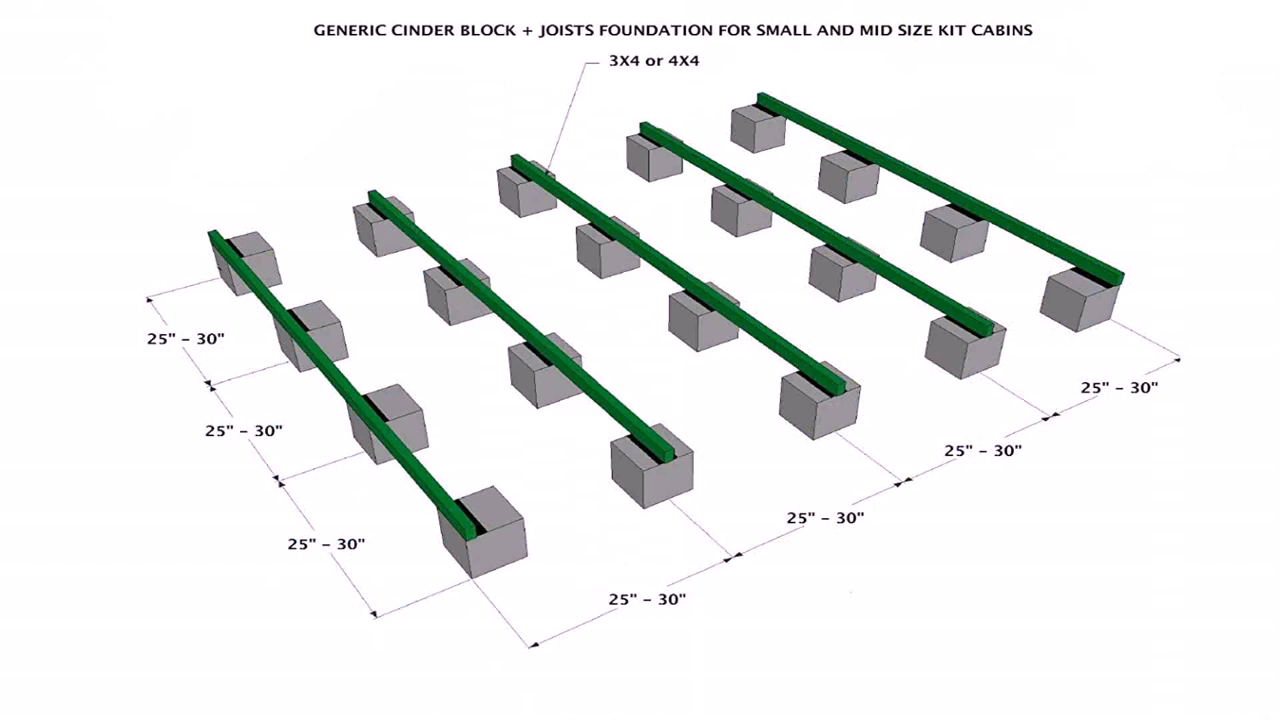 GENERIC CINDER BLOCK + JOISTS FOUNDATION FOR SMALL AND MID SIZE KIT CABINS
3X4 or 4X4
25" – 30"
25" – 30"
25" – 30"
25" – 30"
25" – 30"
25" – 30"
25" – 30"